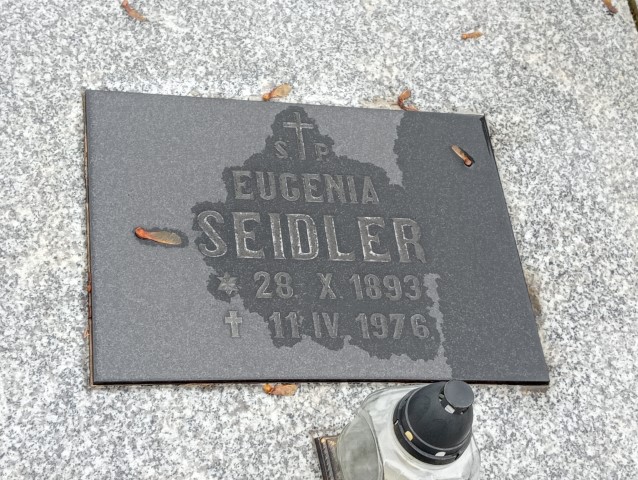 S. P.
EUGENIA
SEIDLER
* 28. X. 1893
† 11. IV. 1976.